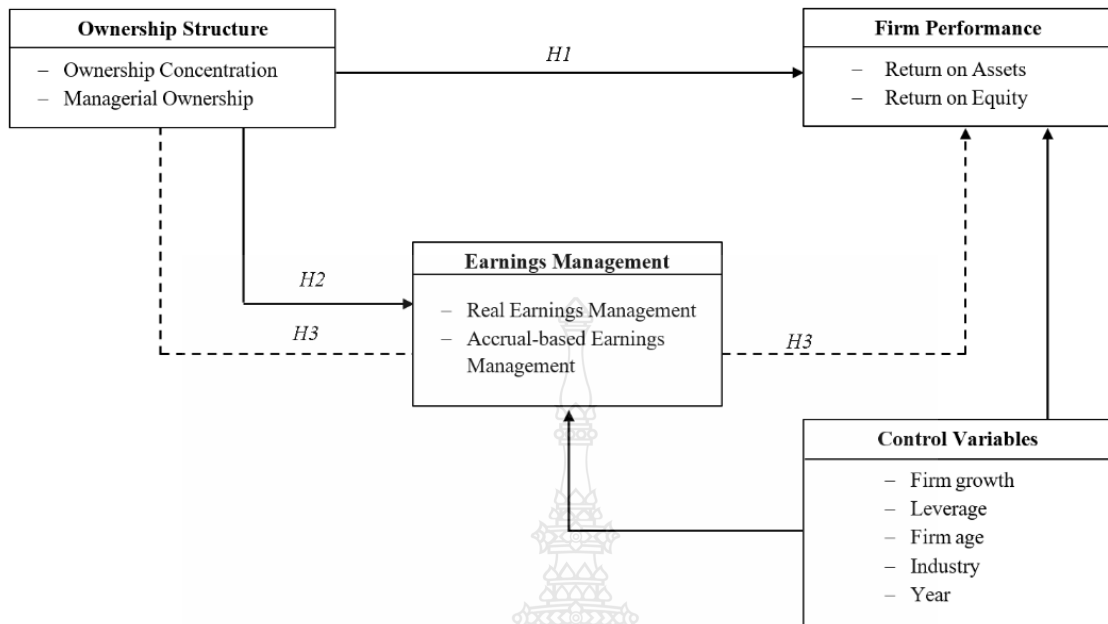 Ownership Structure
– Ownership Concentration
– Managerial Ownership
H1
Firm Performance
– Return on Assets
– Return on Equity
H2
H3
Earnings Management
– Real Earnings Management
– Accrual-based Earnings
Management
H3
Control Variables
– Firm growth
– Leverage
– Firm age
– Industry
– Year